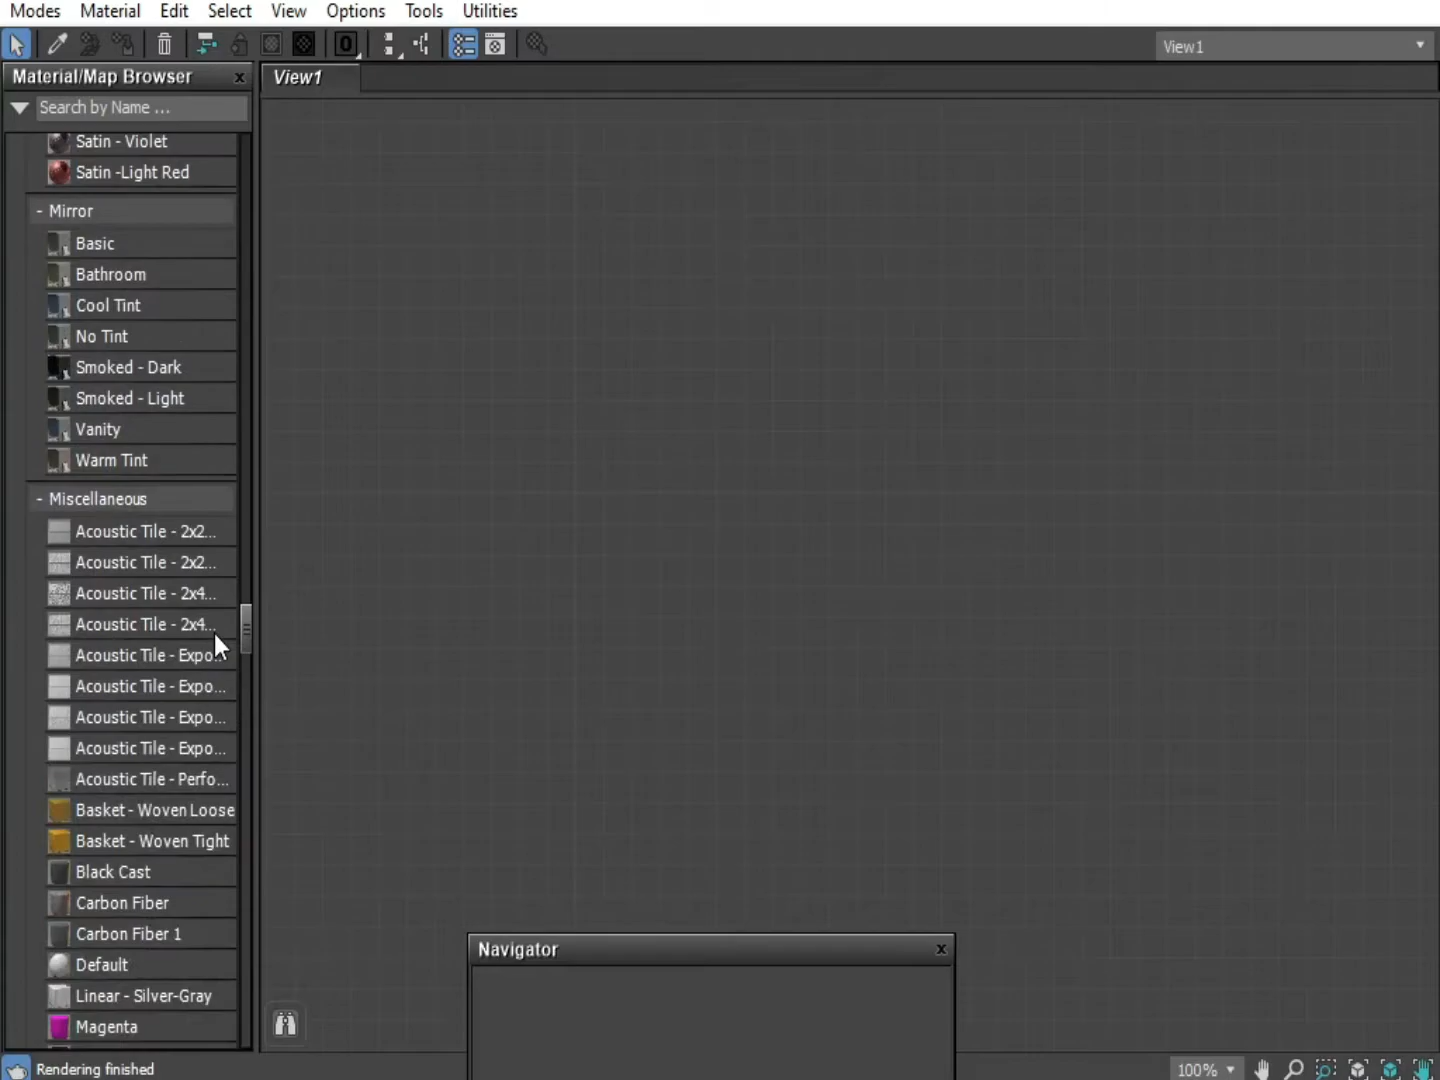 Modes Material Edit Select View Options Tools Utilities
0
View1
Material/Map Browser x
View1
Search by Name ...
Satin - Violet
Satin -Light Red
- Mirror
Basic
Bathroom
Cool Tint
No Tint
Smoked - Dark
Smoked - Light
Vanity
Warm Tint
- Miscellaneous
Acoustic Tile - 2x2...
Acoustic Tile - 2x2...
Acoustic Tile - 2x4...
Acoustic Tile - 2x4...
Acoustic Tile - Expo...
Acoustic Tile - Expo...
Acoustic Tile - Expo...
Acoustic Tile - Expo...
Acoustic Tile - Perfo...
Basket - Woven Loose
Basket - Woven Tight
Black Cast
Carbon Fiber
Carbon Fiber 1
Default
Linear - Silver-Gray
Magenta
Navigator x
Rendering finished
100%